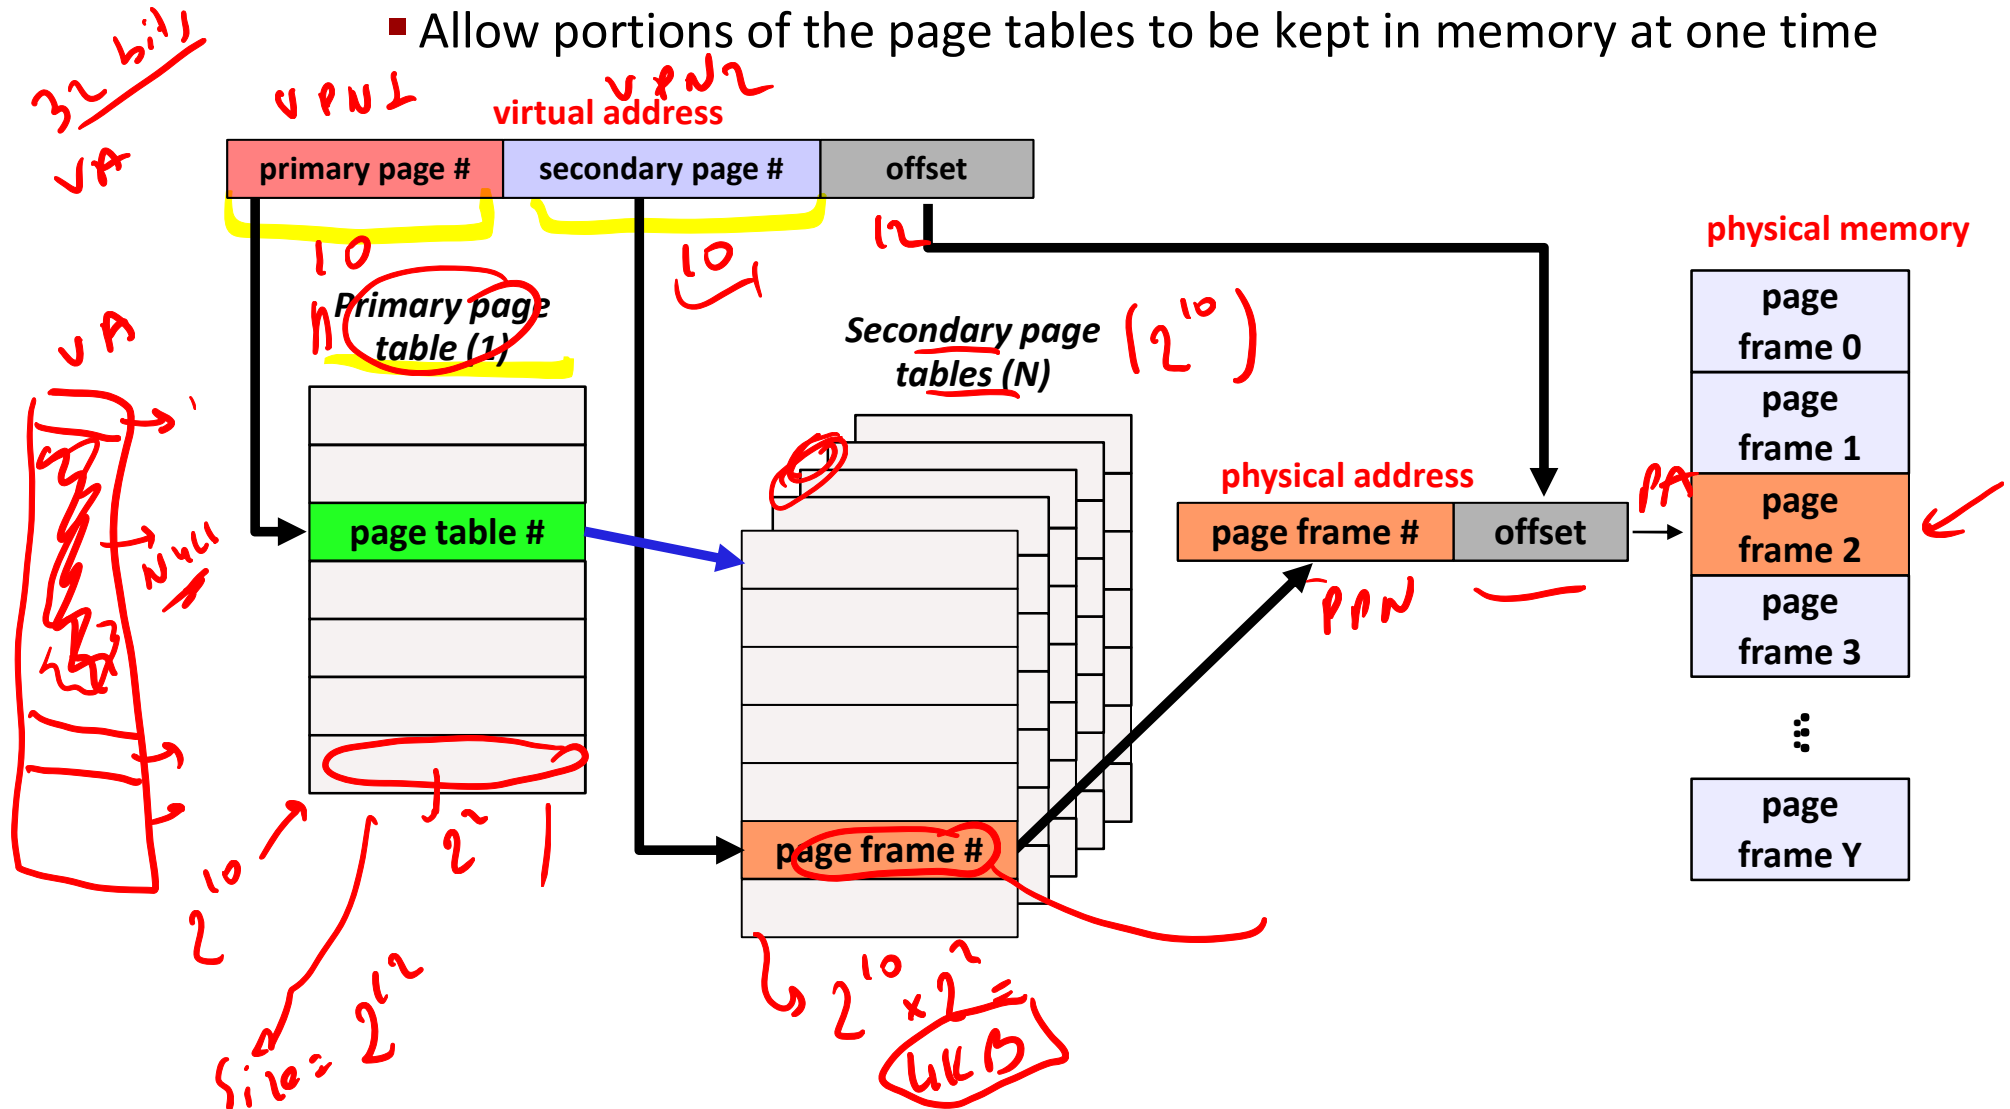 ▪ Allow portions of the page tables to be kept in memory at one time
32 bits
VA
VPN1
VPN2
virtual address
primary page #
secondary page #
offset
10
10
12
physical memory
Primary page
table (1)
Secondary page
tables (N)
(2^10)
VA
Null
page table #
page frame #
2^10
2^2
Size = 2^12
2^10 x 2^2 =
4KB
physical address
page frame #
offset
PPN
PA
page
frame 0
page
frame 1
page
frame 2
page
frame 3
page
frame Y